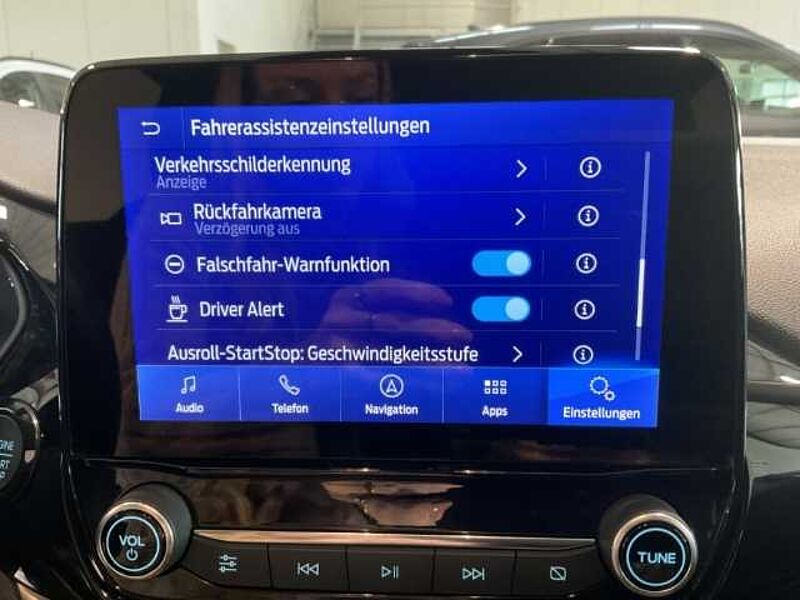 Fahrerassistenzeinstellungen
Verkehrsschilderkennung
Anzeige
Rückfahrkamera
Verzögerung aus
Falschfahr-Warnfunktion
Driver Alert
Ausroll-StartStop: Geschwindigkeitsstufe
Audio
Telefon
Navigation
Apps
Einstellungen
VOL
TUNE